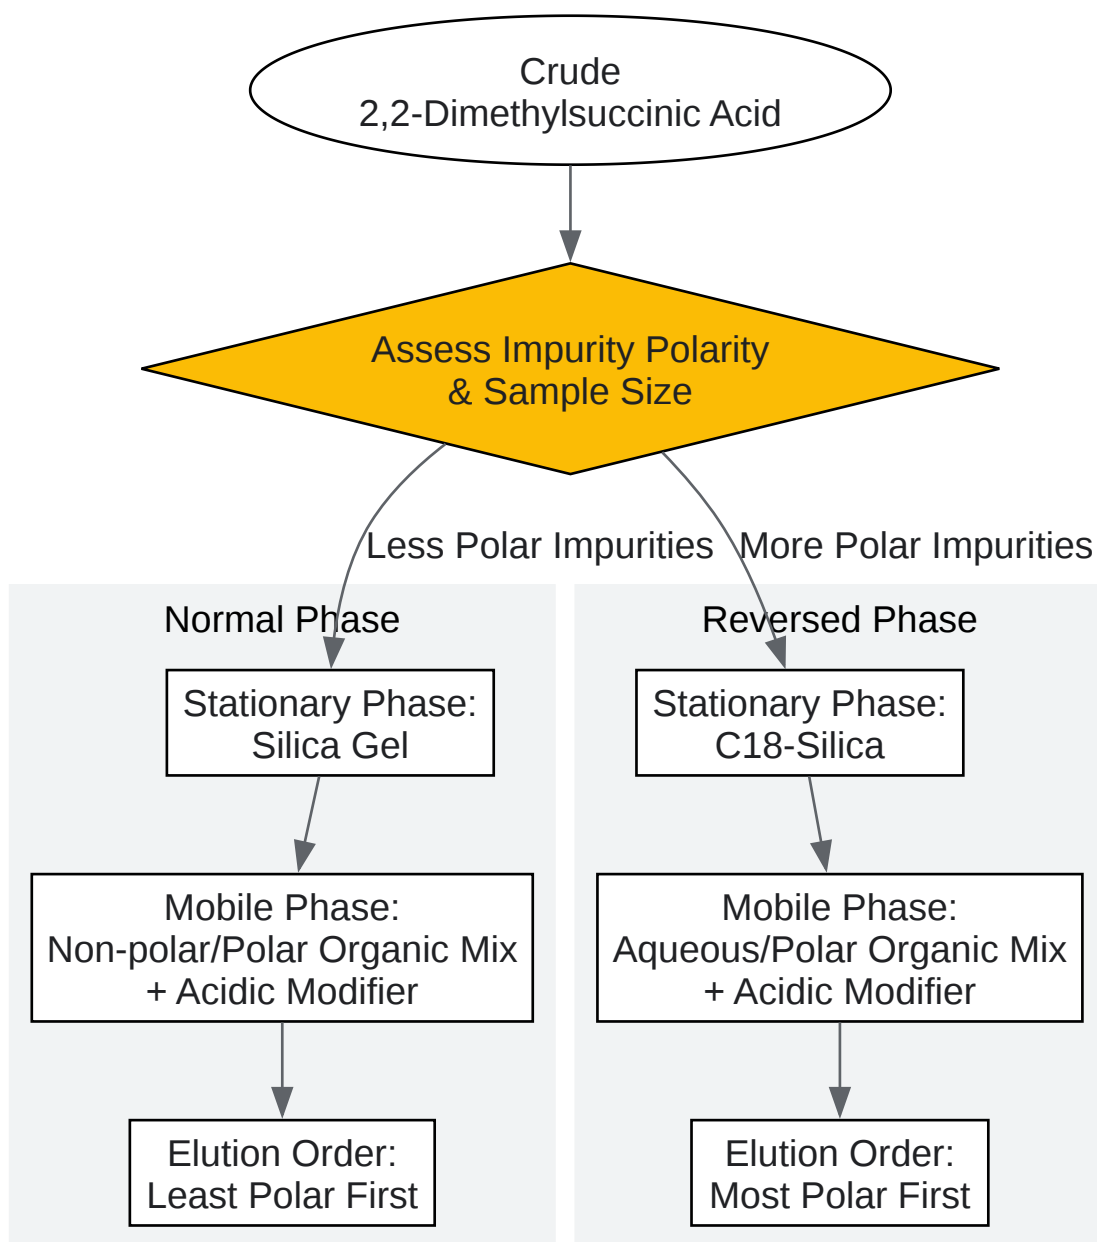 Crude
2,2-Dimethylsuccinic Acid
Assess Impurity Polarity
& Sample Size
Less Polar Impurities
More Polar Impurities
Normal Phase
Stationary Phase:
Silica Gel
Mobile Phase:
Non-polar/Polar Organic Mix
+ Acidic Modifier
Elution Order:
Least Polar First
Reversed Phase
Stationary Phase:
C18-Silica
Mobile Phase:
Aqueous/Polar Organic Mix
+ Acidic Modifier
Elution Order:
Most Polar First